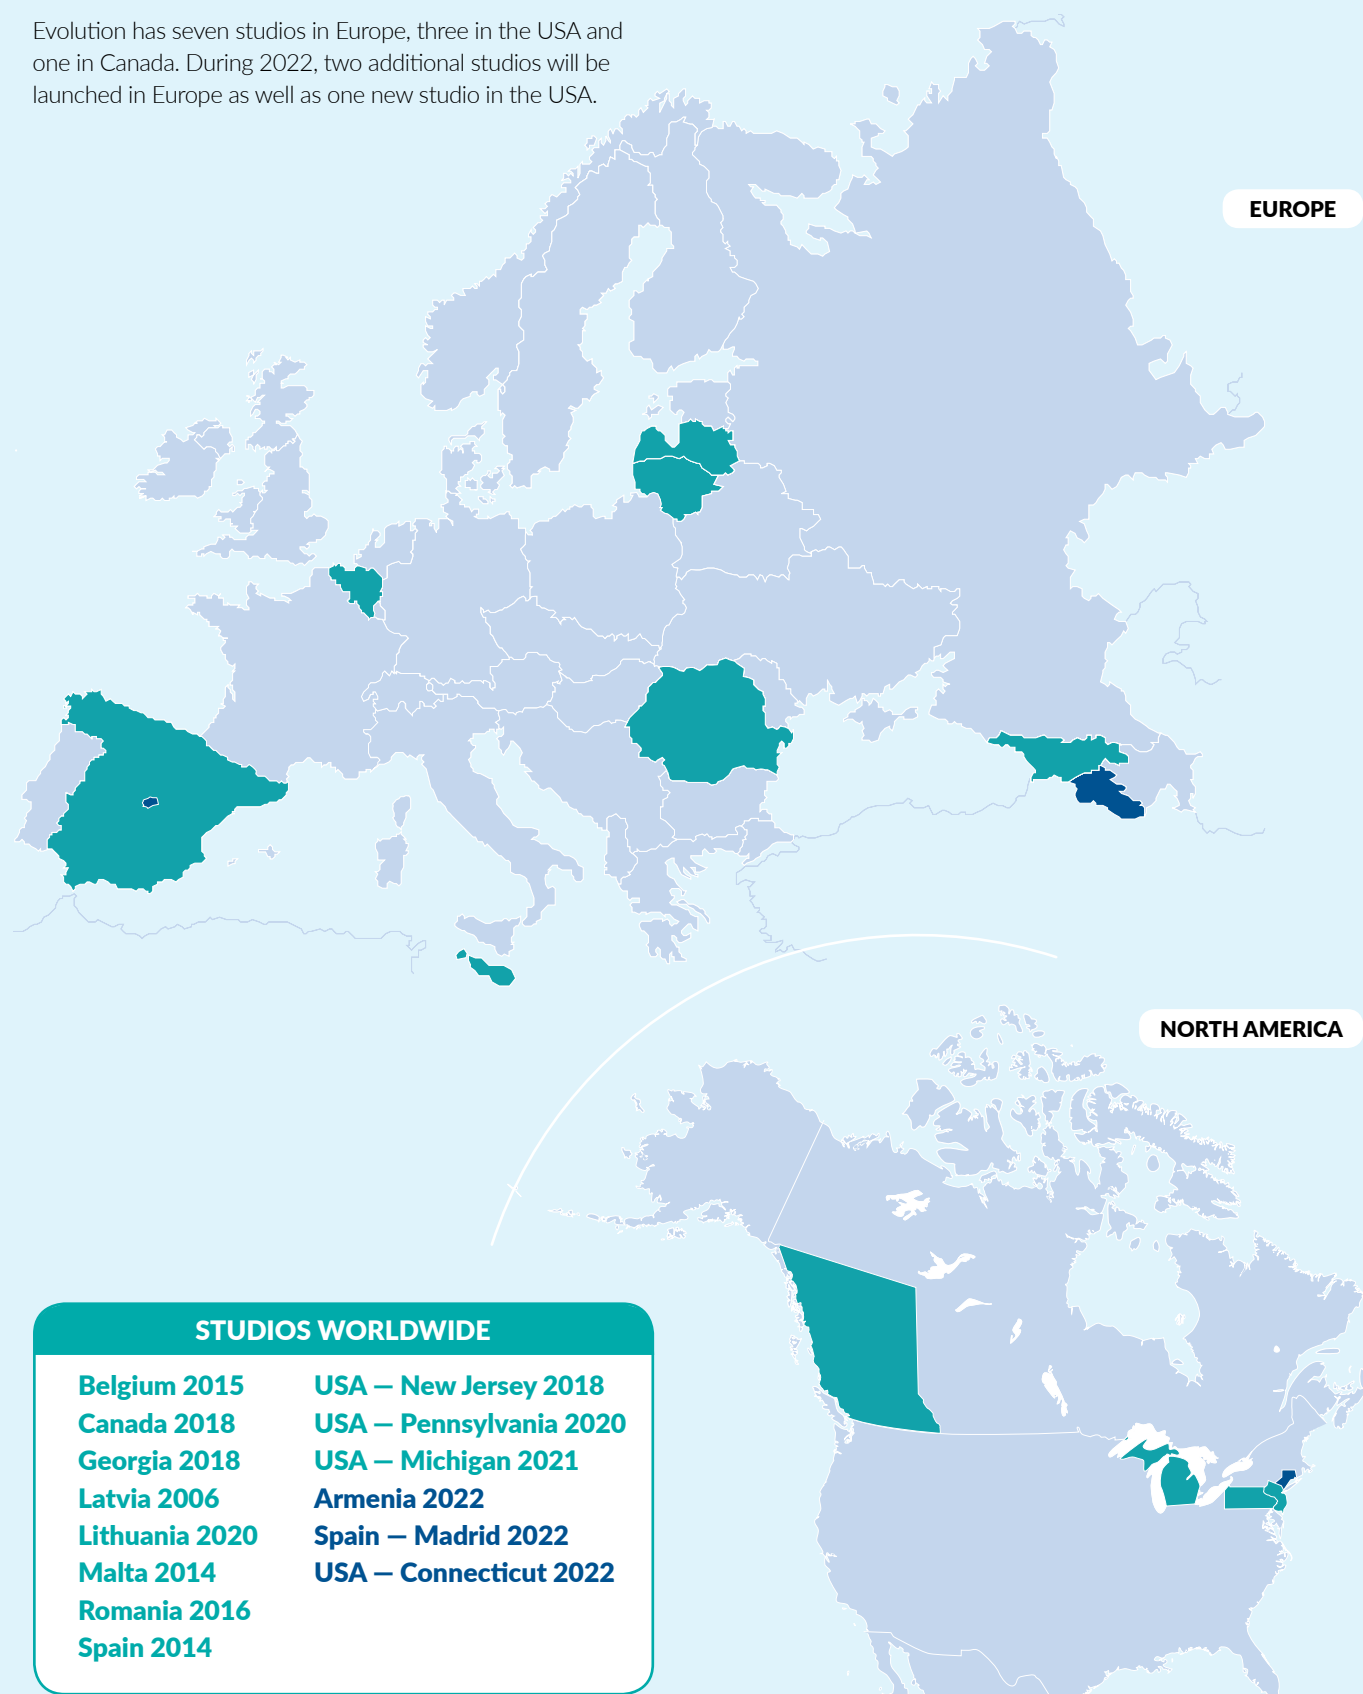 Evolution has seven studios in Europe, three in the USA and
one in Canada. During 2022, two additional studios will be
launched in Europe as well as one new studio in the USA.
EUROPE
NORTH AMERICA
STUDIOS WORLDWIDE
Belgium 2015
Canada 2018
Georgia 2018
Latvia 2006
Lithuania 2020
Malta 2014
Romania 2016
Spain 2014
USA — New Jersey 2018
USA — Pennsylvania 2020
USA — Michigan 2021
Armenia 2022
Spain — Madrid 2022
USA — Connecticut 2022